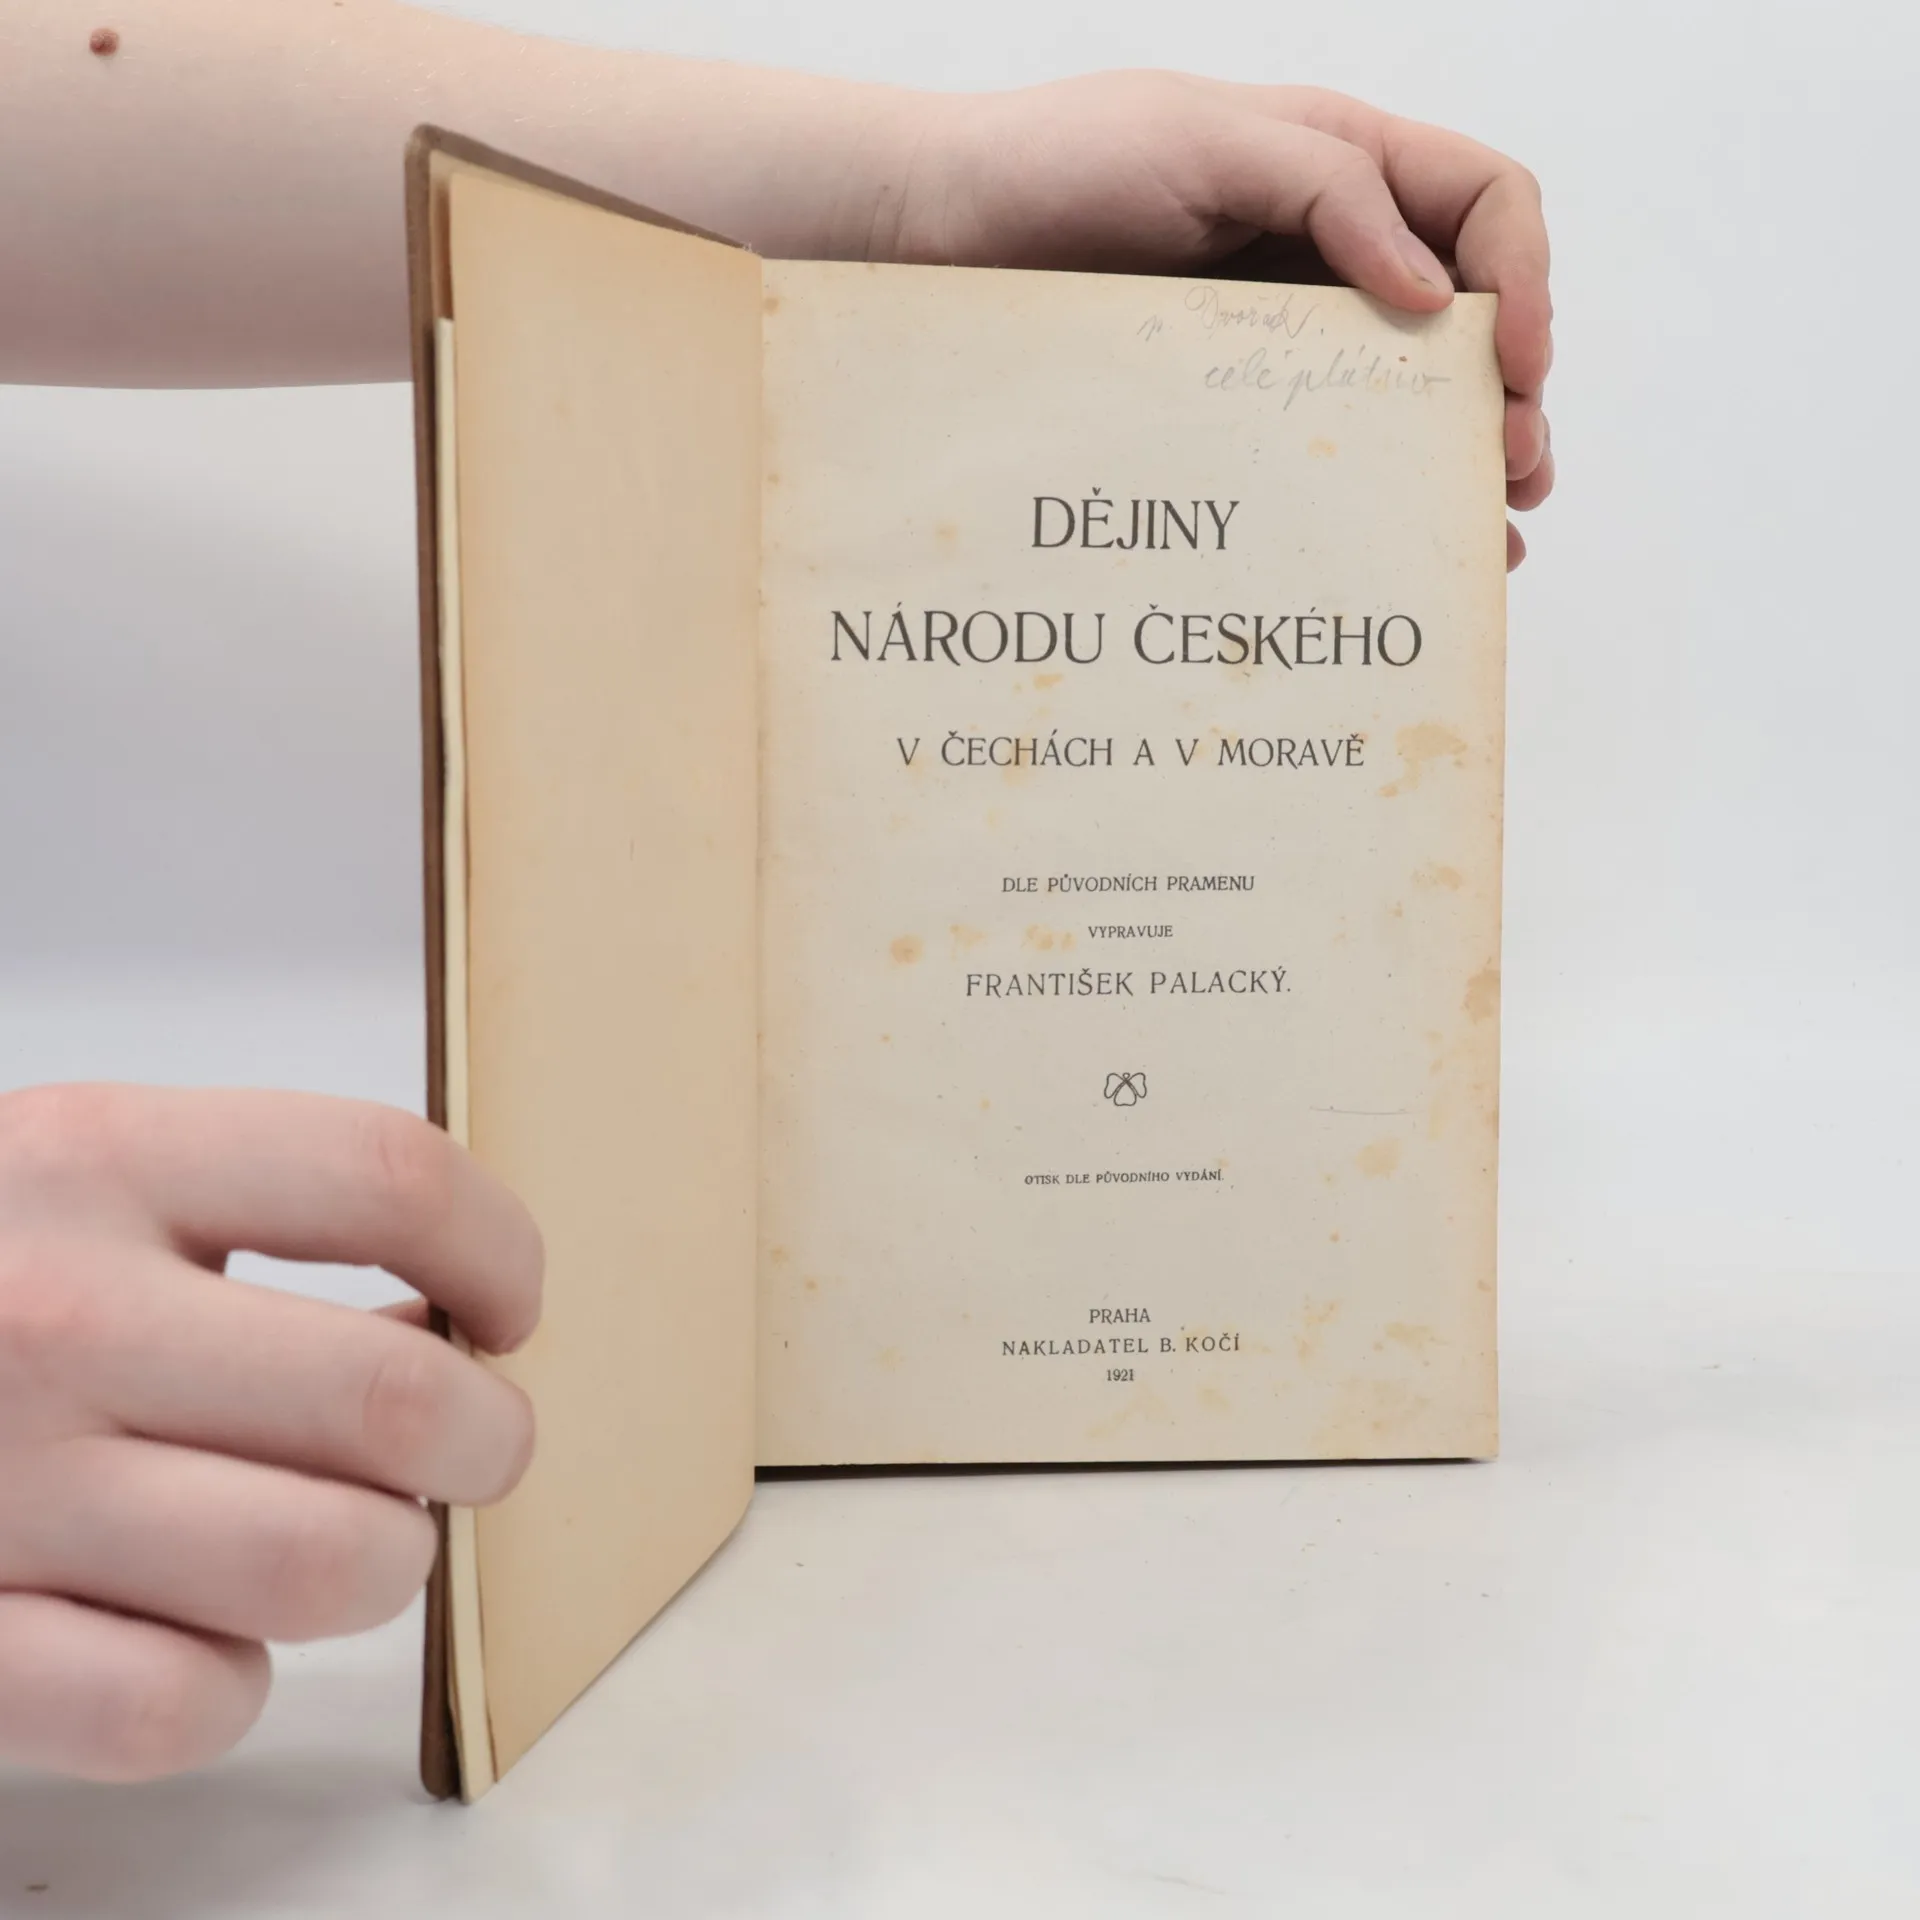 p. Dvořák.
celé plátno
DĚJINY
NÁRODU ČESKÉHO
V ČECHÁCH A V MORAVĚ
DLE PŮVODNÍCH PRAMENU
VYPRAVUJE
FRANTIŠEK PALACKÝ.
OTISK DLE PŮVODNÍHO VYDÁNÍ.
PRAHA
NAKLADATEL B. KOČÍ
1921